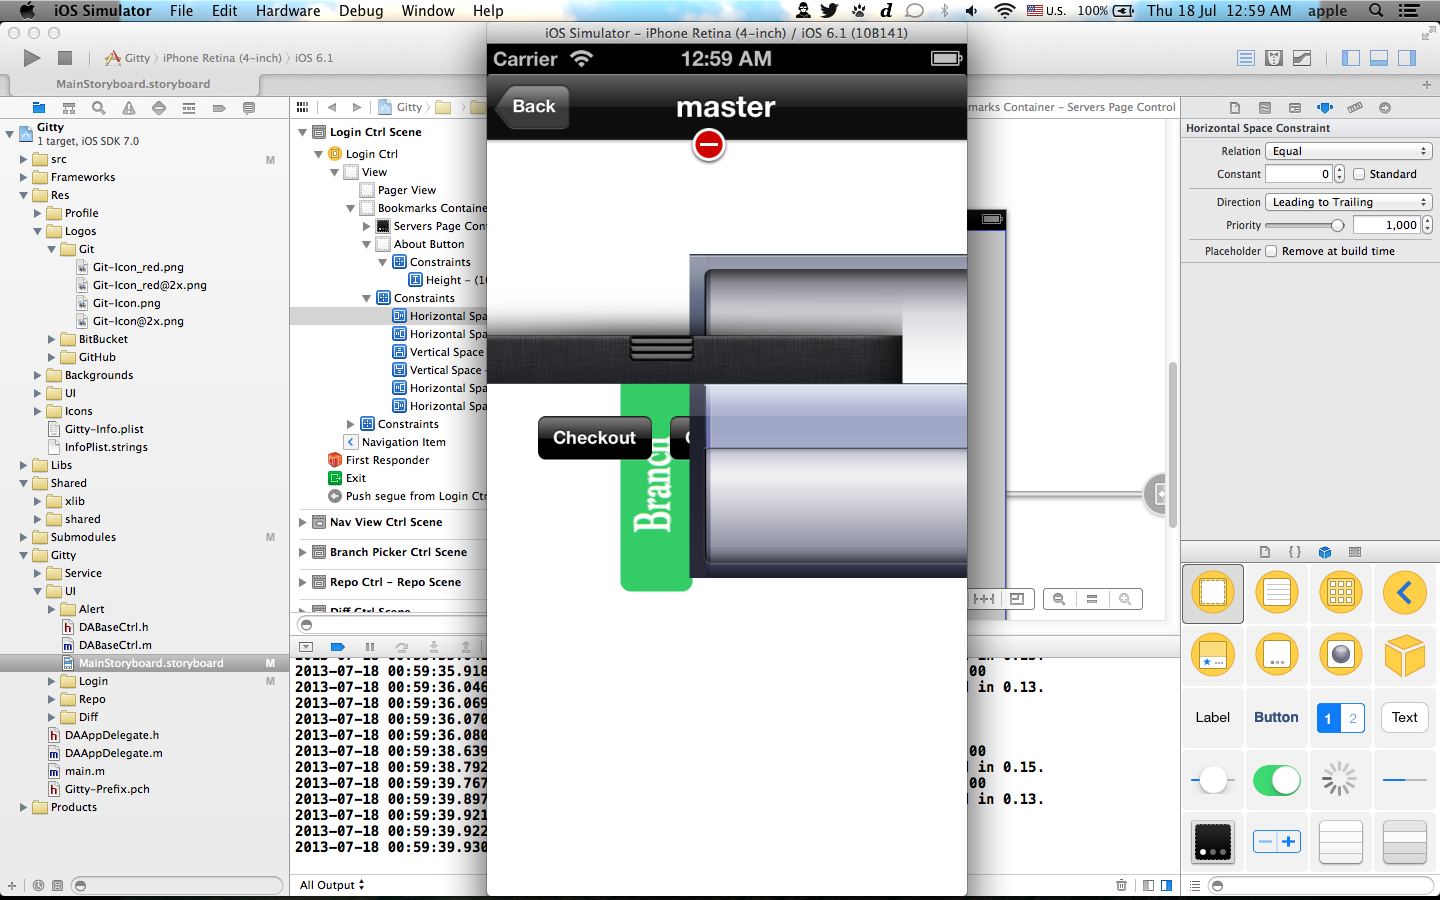 iOS Simulator File Edit Hardware Debug Window Help U.S. 100% Thu 18 Jul 12:59 AM apple
iOS Simulator – iPhone Retina (4-inch) / iOS 6.1 (10B141)
Gitty iPhone Retina (4-inch) iOS 6.1
MainStoryboard.storyboard
Gitty
Servers Page Control
Gitty
1 target, iOS SDK 7.0
src M
Frameworks
Res
Profile
Logos
Git
Git-Icon_red.png
Git-Icon_red@2x.png
Git-Icon.png
Git-Icon@2x.png
BitBucket
GitHub
Backgrounds
UI
Icons
Gitty-Info.plist
InfoPlist.strings
Libs
Shared
xlib
shared
Submodules M
Gitty
Service
UI
Alert
DABaseCtrl.h
DABaseCtrl.m
MainStoryboard.storyboard M
Login M
Repo
Diff
DAAppDelegate.h
DAAppDelegate.m
main.m
Gitty-Prefix.pch
Products
Login Ctrl Scene
Login Ctrl
View
Pager View
Bookmarks
Servers Page
About Button
Constraints
Height – (1
Constraints
Horizontal
Horizontal
Vertical Space
Vertical Space
Horizontal
Horizontal
Constraints
Navigation Item
First Responder
Exit
Push segue from Login
Nav View Ctrl Scene
Branch Picker Ctrl Scene
Repo Ctrl – Repo Scene
Diff Ctrl Scene
Carrier 12:59 AM
Back
master
Checkout
Branch
2013-07-18 00:59:35.918
2013-07-18 00:59:36.046 in 0.13.
2013-07-18 00:59:36.069
2013-07-18 00:59:36.070
2013-07-18 00:59:36.080
2013-07-18 00:59:38.639
2013-07-18 00:59:38.792 in 0.15.
2013-07-18 00:59:39.767
2013-07-18 00:59:39.897 in 0.13.
2013-07-18 00:59:39.921
2013-07-18 00:59:39.922
2013-07-18 00:59:39.930
All Output
Horizontal Space Constraint
Relation Equal
Constant 0 Standard
Direction Leading to Trailing
Priority 1,000
Placeholder Remove at build time
Label
Button
1 2
Text